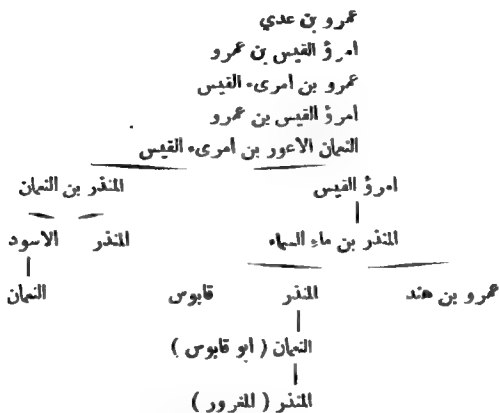 عمرو بن عدي
امرؤ القيس بن عمرو
عمرو بن امرىء القيس
امرؤ القيس بن عمرو
النعمان الاعور بن امرىء القيس
امرؤ القيس المنذر بن النعمان
المنذر بن ماء السماء المنذر الاسود
عمرو بن هند المنذر قابوس النعمان
النعمان ( ابو قابوس )
المنذر ( المغرور )